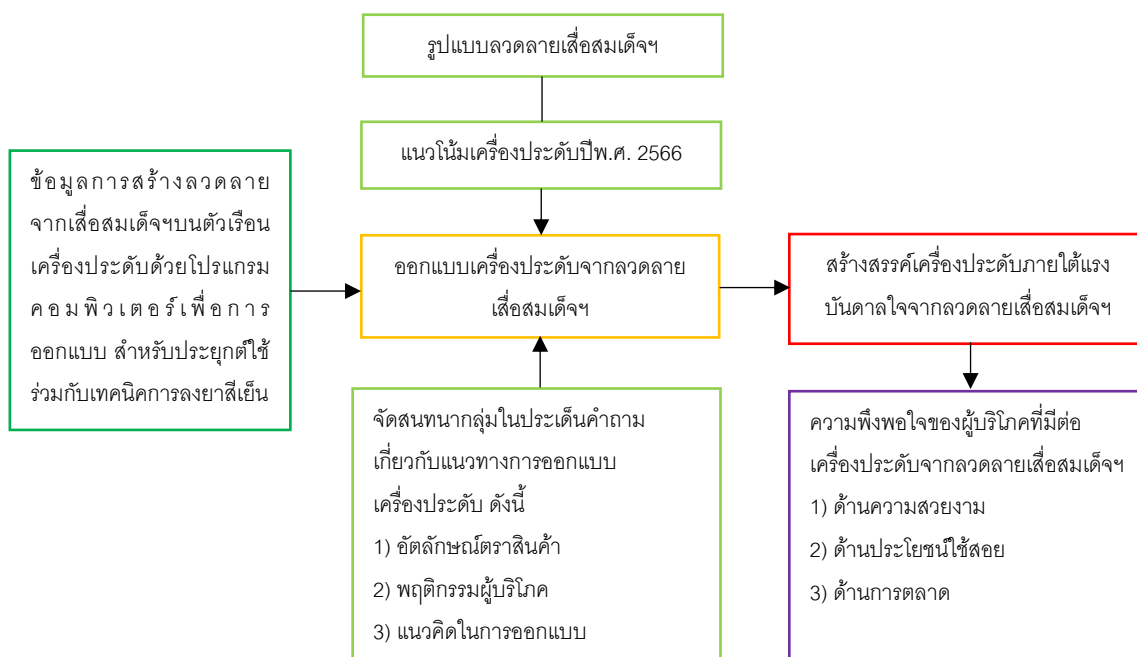 รูปแบบลวดลายเสื่อสมเด็จฯ
แนวโน้มเครื่องประดับปีพ.ศ. 2566
ข้อมูลการสร้างลวดลาย
จากเสื่อสมเด็จฯบนตัวเรือน
เครื่องประดับด้วยโปรแกรม
คอมพิวเตอร์เพื่อการ
ออกแบบ สำหรับประยุกต์ใช้
ร่วมกับเทคนิคการลงยาสีเย็น
ออกแบบเครื่องประดับจากลวดลาย
เสื่อสมเด็จฯ
สร้างสรรค์เครื่องประดับภายใต้แรง
บันดาลใจจากลวดลายเสื่อสมเด็จฯ
จัดสนทนากลุ่มในประเด็นคำถาม
เกี่ยวกับแนวทางการออกแบบ
เครื่องประดับ ดังนี้
1) อัตลักษณ์ตราสินค้า
2) พฤติกรรมผู้บริโภค
3) แนวคิดในการออกแบบ
ความพึงพอใจของผู้บริโภคที่มีต่อ
เครื่องประดับจากลวดลายเสื่อสมเด็จฯ
1) ด้านความสวยงาม
2) ด้านประโยชน์ใช้สอย
3) ด้านการตลาด